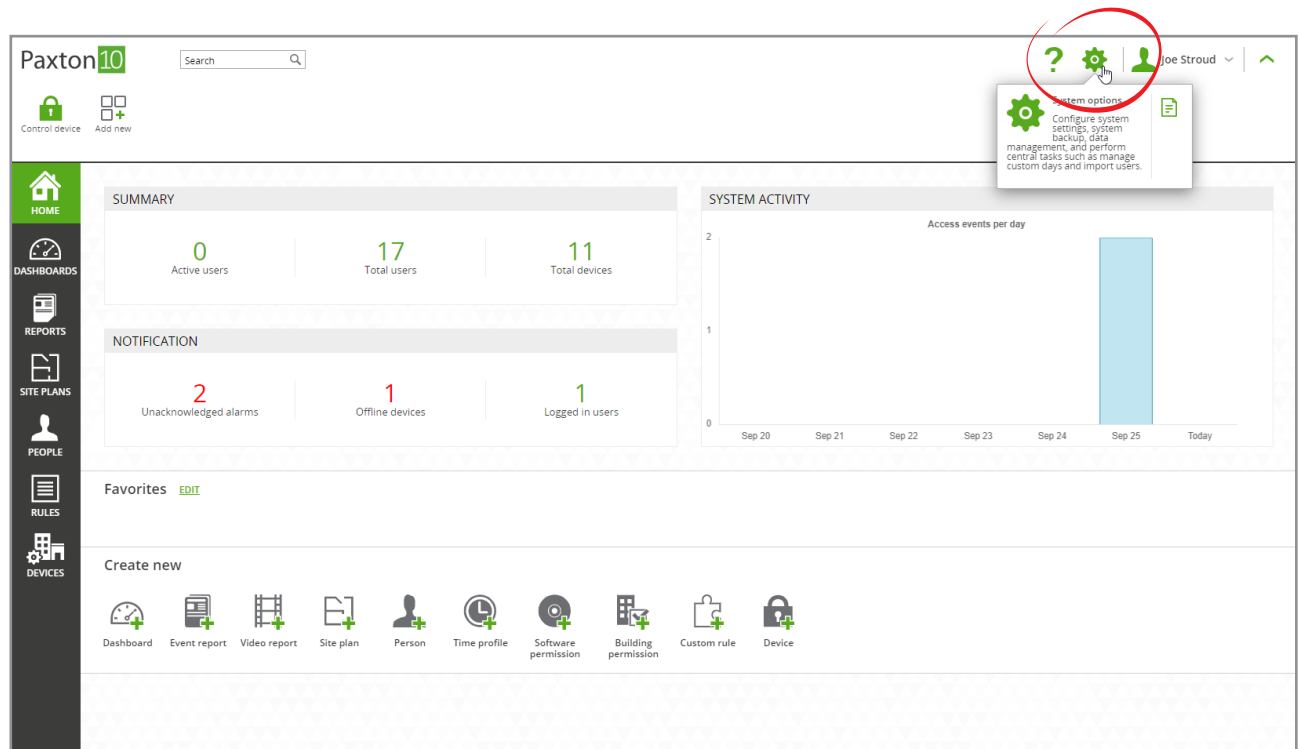 Paxton10
Search
? Joe Stroud
Control device
Add new
System options
Configure system
settings, system
backup, data
management, and perform
central tasks such as manage
custom days and import users.
HOME
DASHBOARDS
REPORTS
SITE PLANS
PEOPLE
RULES
DEVICES
SUMMARY
0
Active users
17
Total users
11
Total devices
NOTIFICATION
2
Unacknowledged alarms
1
Offline devices
1
Logged in users
SYSTEM ACTIVITY
Access events per day
2
1
0
Sep 20 Sep 21 Sep 22 Sep 23 Sep 24 Sep 25 Today
Favorites EDIT
Create new
Dashboard
Event report
Video report
Site plan
Person
Time profile
Software
permission
Building
permission
Custom rule
Device